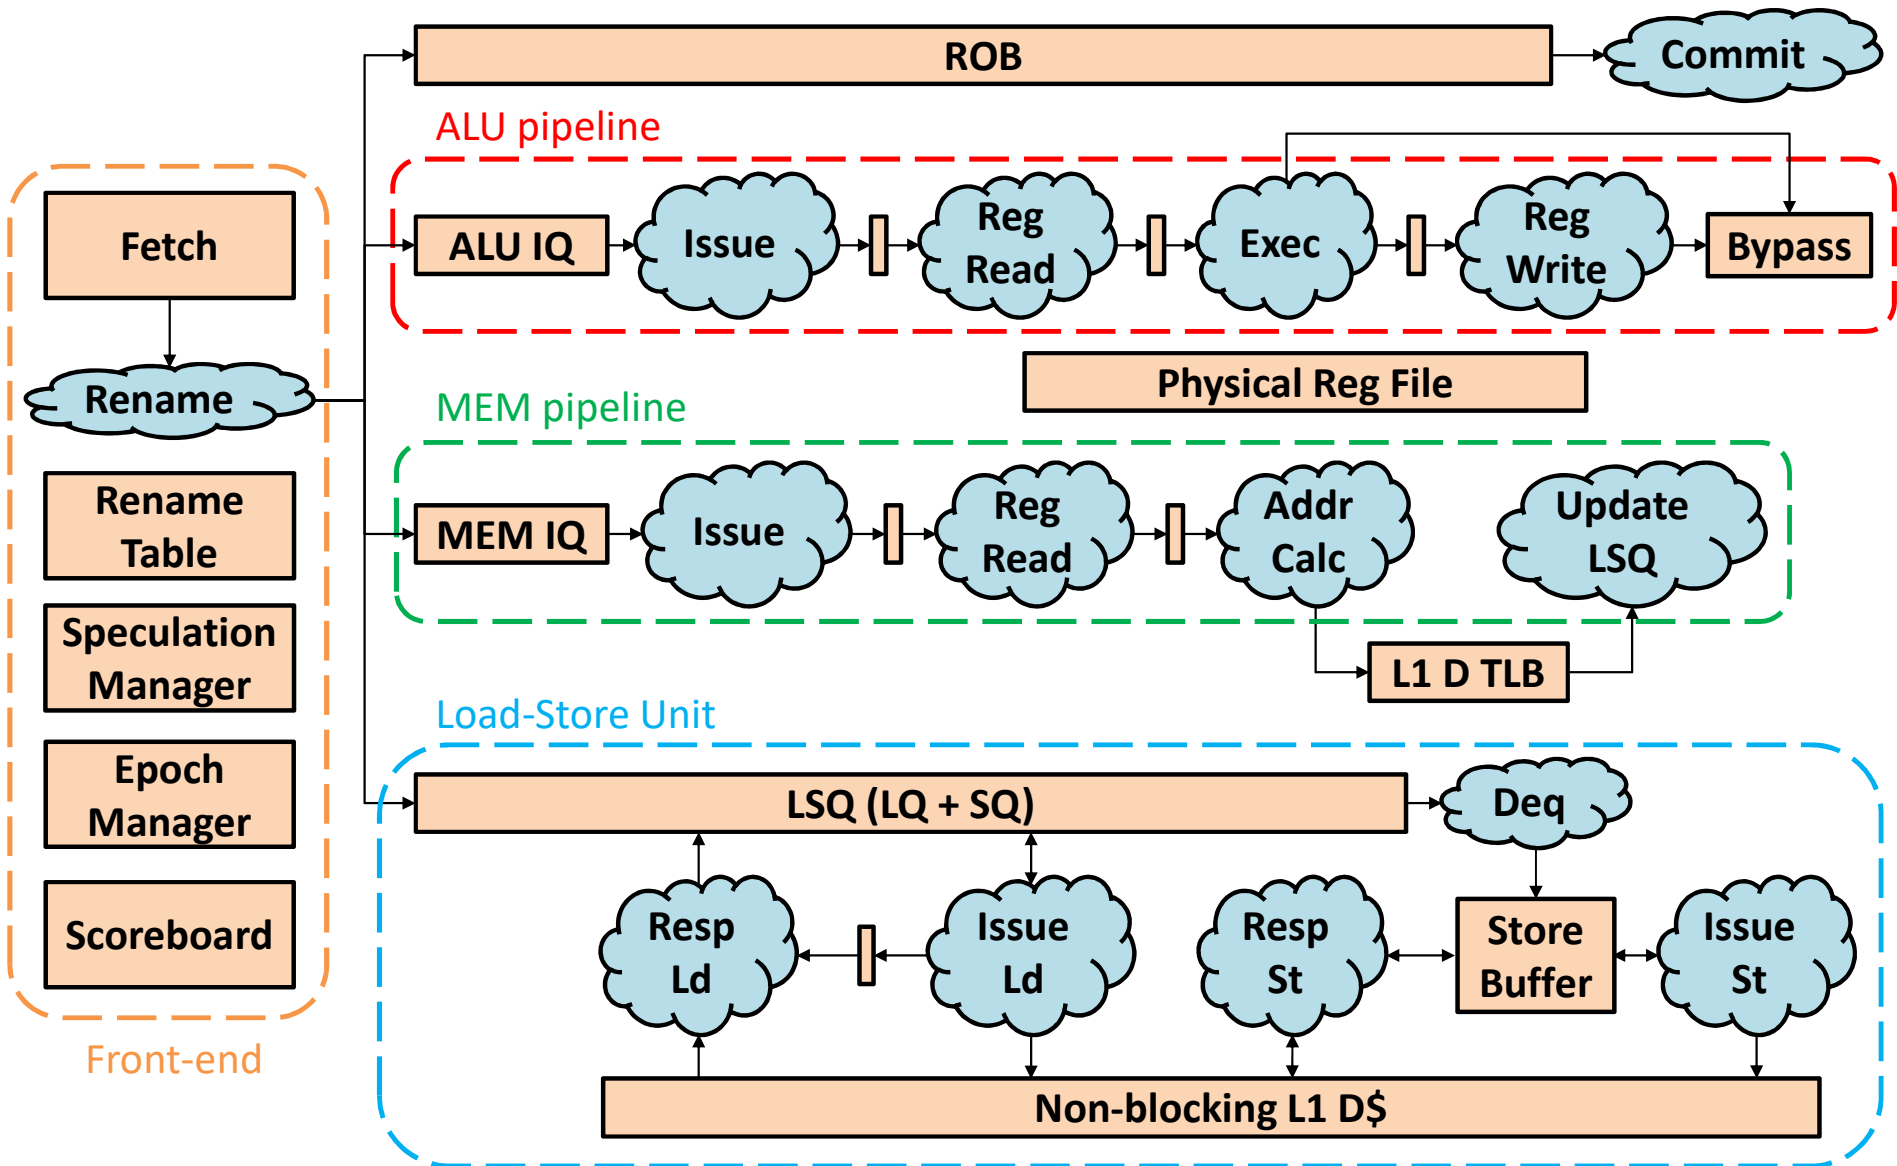 ROB
Commit
ALU pipeline
Fetch
ALU IQ
Issue
Reg
Read
Exec
Reg
Write
Bypass
Rename
Physical Reg File
MEM pipeline
Rename
Table
MEM IQ
Issue
Reg
Read
Addr
Calc
Update
LSQ
Speculation
Manager
L1 D TLB
Load-Store Unit
Epoch
Manager
LSQ (LQ + SQ)
Deq
Scoreboard
Resp
Ld
Issue
Ld
Resp
St
Store
Buffer
Issue
St
Front-end
Non-blocking L1 D$